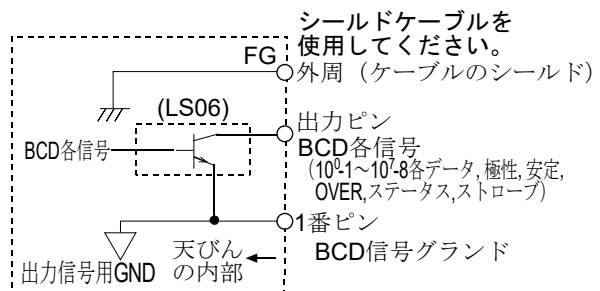 シールドケーブルを
使用してください。
FG
外周（ケーブルのシールド）
(LS06)
出力ピン
BCD各信号
BCD各信号
（10⁰-1～10⁷-8各データ,極性,安定,
OVER,ステータス,ストローブ）
1番ピン
BCD信号グランド
出力信号用GND
天びん
の内部